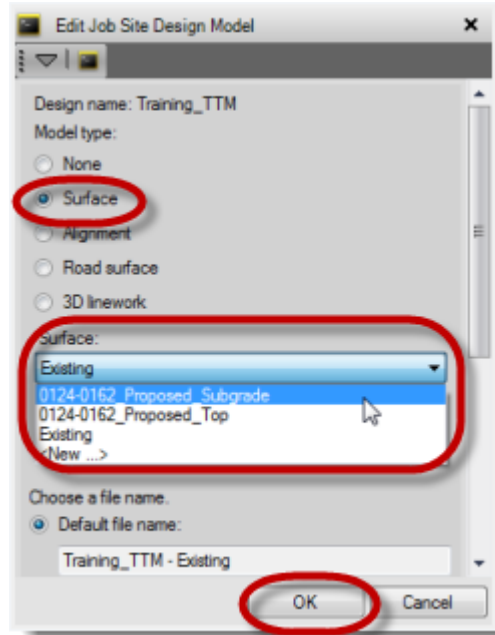 Edit Job Site Design Model
Design name: Training_TTM
Model type:
None
Surface
Alignment
Road surface
3D linework
Surface:
Existing
0124-0162_Proposed_Subgrade
0124-0162_Proposed_Top
Existing
<New ...>
Choose a file name.
Default file name:
Training_TTM - Existing
OK Cancel